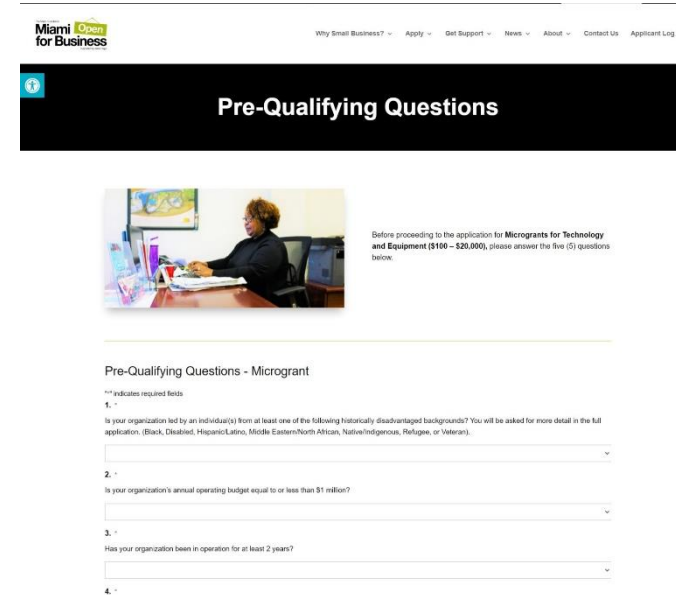 Miami Open
for Business
Why Small Business?
Apply
Get Support
News
About
Contact Us
Applicant Log
Pre-Qualifying Questions
Before proceeding to the application for Microgrants for Technology
and Equipment ($100 – $20,000), please answer the five (5) questions
below.
Pre-Qualifying Questions - Microgrant
"*" indicates required fields
1. *
Is your organization led by an individual(s) from at least one of the following historically disadvantaged backgrounds? You will be asked for more detail in the full
application. (Black, Disabled, Hispanic/Latino, Middle Eastern/North African, Native/Indigenous, Refugee, or Veteran).
2. *
Is your organization's annual operating budget equal to or less than $1 million?
3. *
Has your organization been in operation for at least 2 years?
4. *